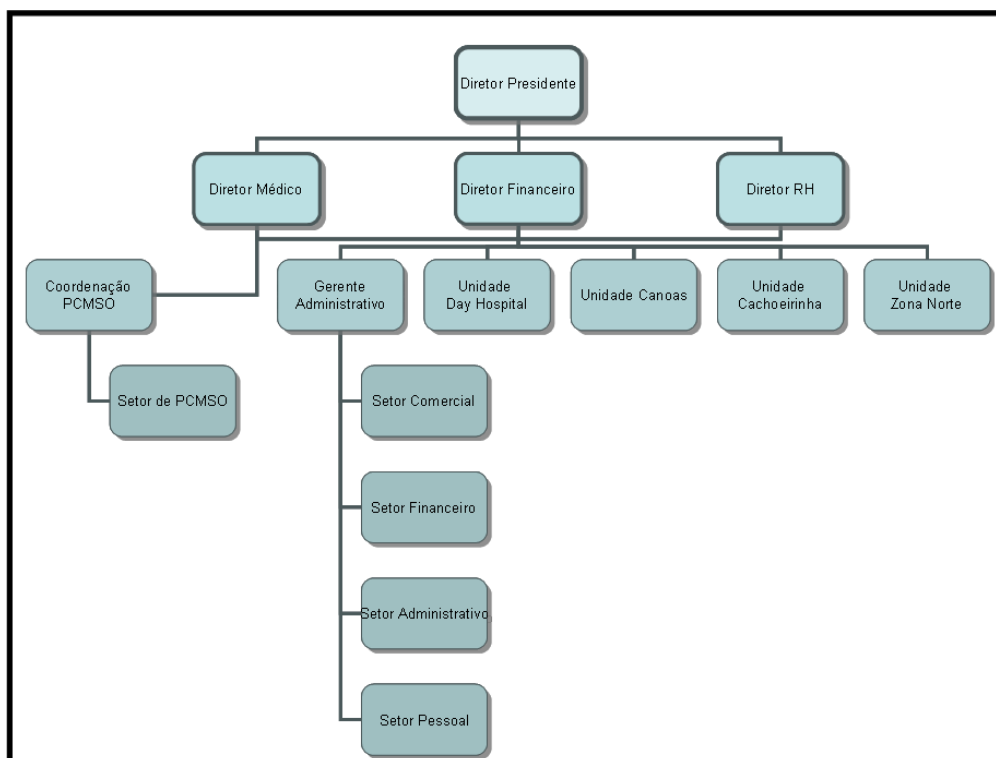 Diretor Presidente
Diretor Médico
Diretor Financeiro
Diretor RH
Coordenação
PCMSO
Gerente
Administrativo
Unidade
Day Hospital
Unidade Canoas
Unidade
Cachoeirinha
Unidade
Zona Norte
Setor de PCMSO
Setor Comercial
Setor Financeiro
Setor Administrativo
Setor Pessoal